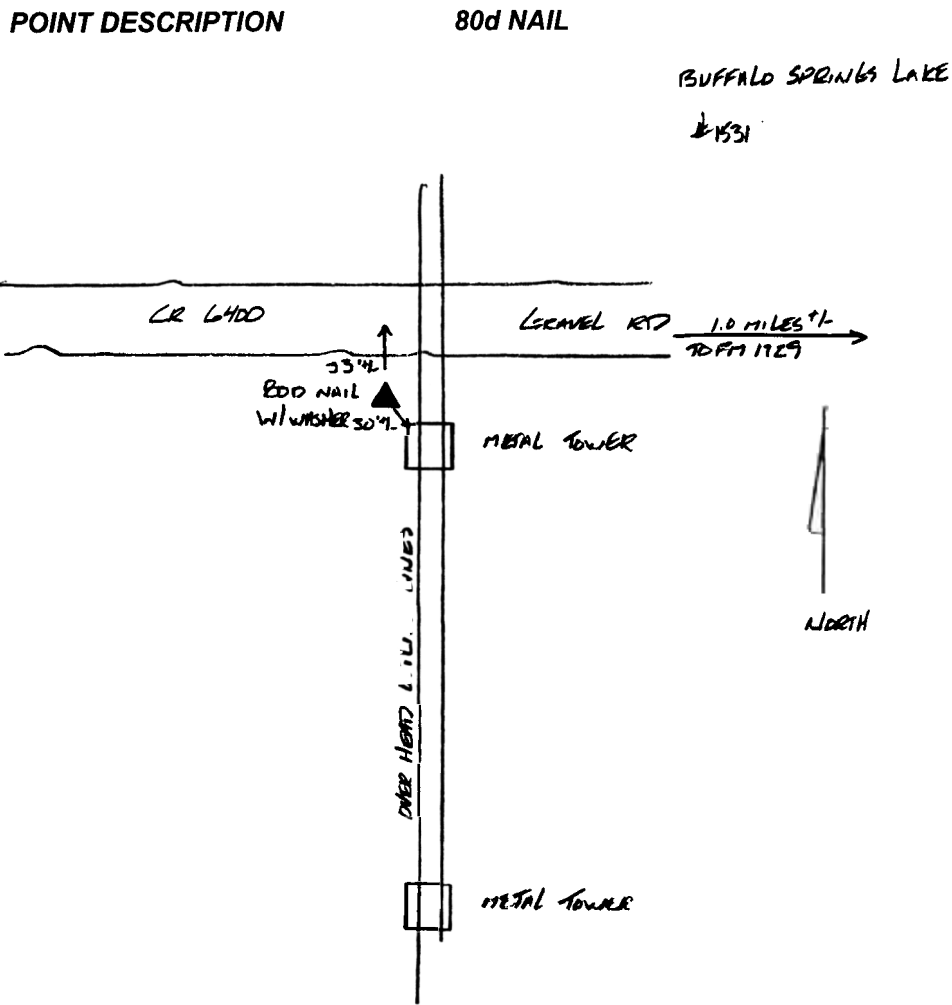 POINT DESCRIPTION 80d NAIL
BUFFALO SPRINGS LAKE
#1531
CR 6400
GRAVEL RD
1.0 MILES +/-
TO FM 1729
33' +/-
80D NAIL
W/ WASHER 30' +/-
METAL TOWER
OVER HEAD LINES
NORTH
METAL TOWER